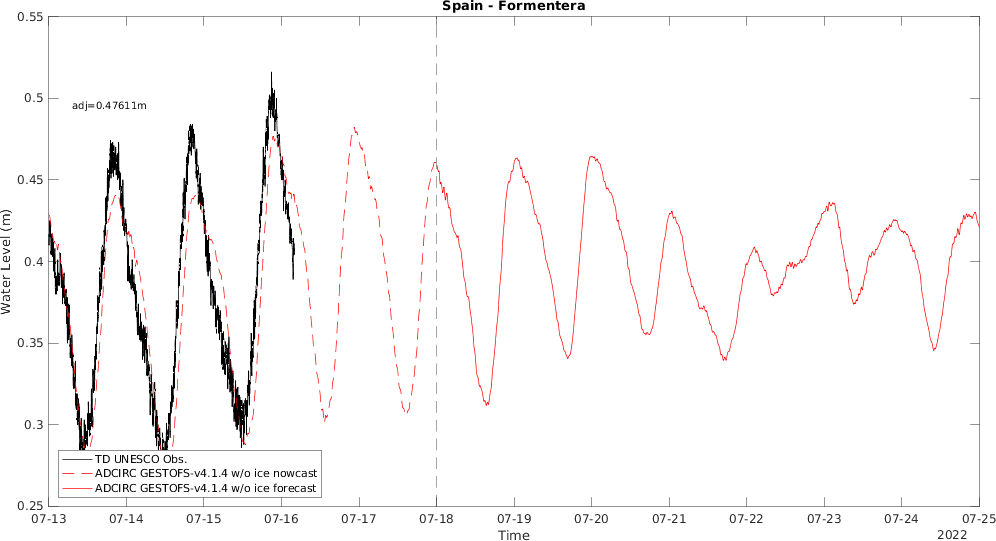 Spain - Formentera
0.55
0.5
0.45
0.4
0.35
0.3
0.25
Water Level (m)
adj=0.47611m
TD UNESCO Obs.
ADCIRC GESTOFS-v4.1.4 w/o ice nowcast
ADCIRC GESTOFS-v4.1.4 w/o ice forecast
07-13 07-14 07-15 07-16 07-17 07-18 07-19 07-20 07-21 07-22 07-23 07-24 07-25
Time
2022